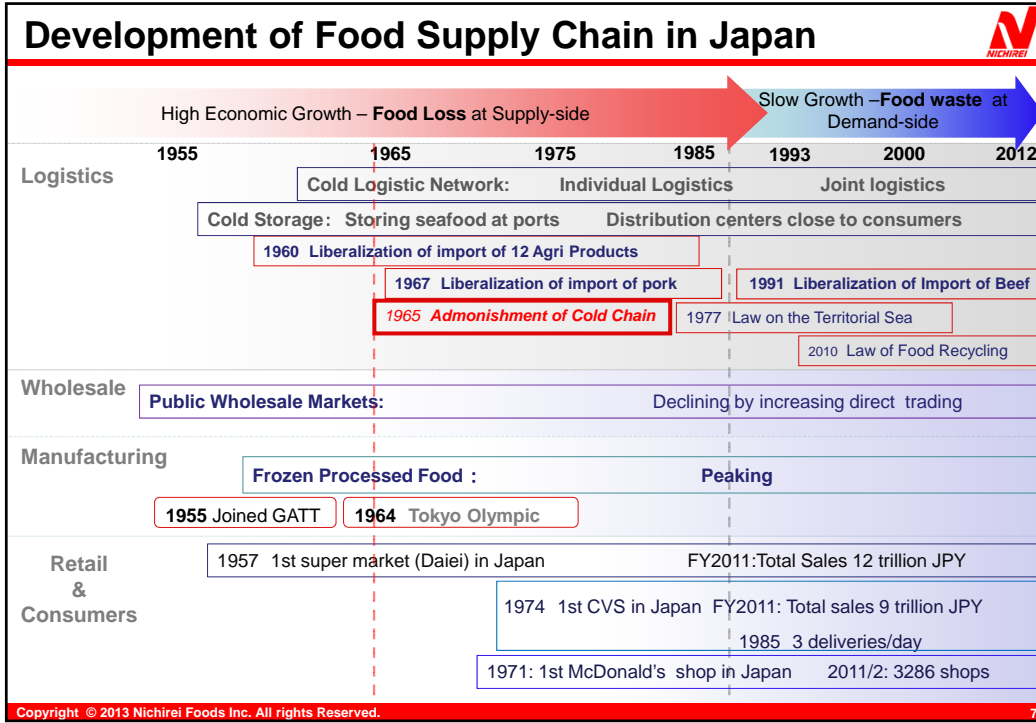 Development of Food Supply Chain in Japan
NICHIREI
High Economic Growth – Food Loss at Supply-side
Slow Growth –Food waste at
Demand-side
1955 1965 1975 1985 1993 2000 2012
Logistics
Cold Logistic Network: Individual Logistics Joint logistics
Cold Storage: Storing seafood at ports Distribution centers close to consumers
1960 Liberalization of import of 12 Agri Products
1967 Liberalization of import of pork
1991 Liberalization of Import of Beef
1965 Admonishment of Cold Chain
1977 Law on the Territorial Sea
2010 Law of Food Recycling
Wholesale
Public Wholesale Markets: Declining by increasing direct trading
Manufacturing
Frozen Processed Food : Peaking
1955 Joined GATT
1964 Tokyo Olympic
Retail
&
Consumers
1957 1st super market (Daiei) in Japan FY2011:Total Sales 12 trillion JPY
1974 1st CVS in Japan FY2011: Total sales 9 trillion JPY
1985 3 deliveries/day
1971: 1st McDonald's shop in Japan 2011/2: 3286 shops
Copyright © 2013 Nichirei Foods Inc. All rights Reserved.
7